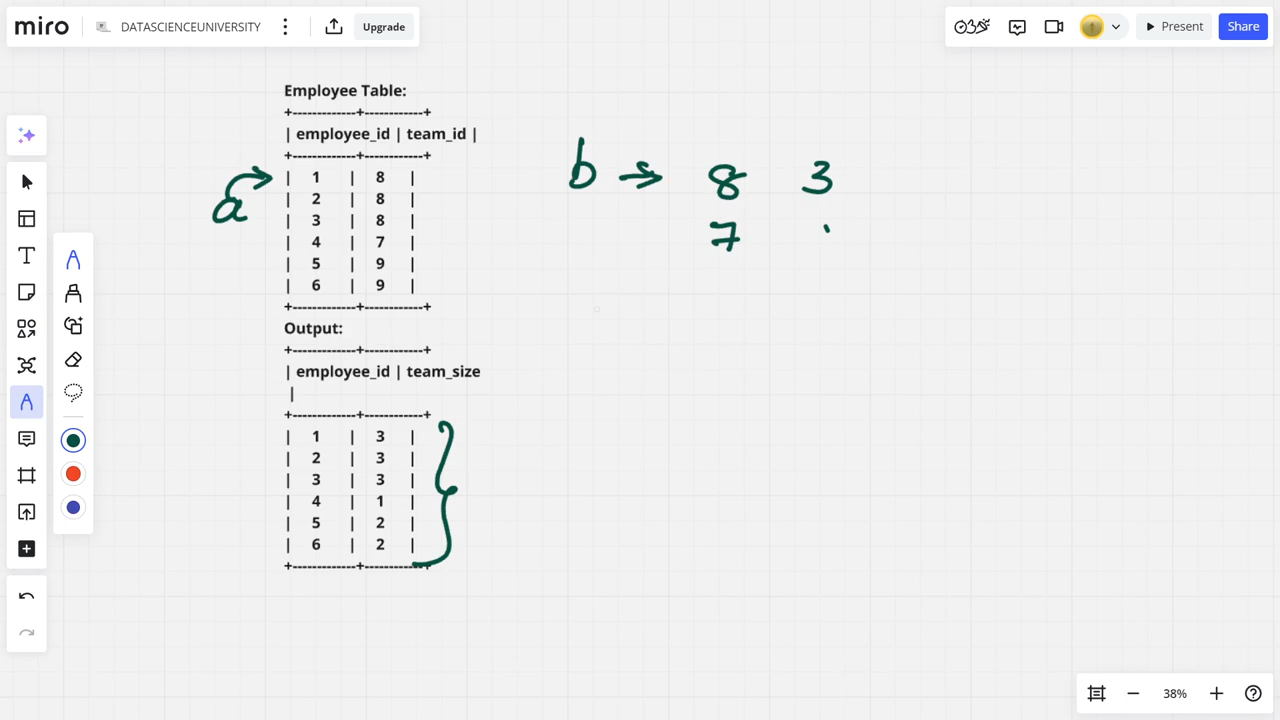 miro DATASCIENCEUNIVERSITY Upgrade Present Share
Employee Table:
+-------------+------------+
| employee_id | team_id |
+-------------+------------+
| 1 | 8 |
| 2 | 8 |
| 3 | 8 |
| 4 | 7 |
| 5 | 9 |
| 6 | 9 |
+-------------+------------+
Output:
+-------------+------------+
| employee_id | team_size
|
+-------------+------------+
| 1 | 3 |
| 2 | 3 |
| 3 | 3 |
| 4 | 1 |
| 5 | 2 |
| 6 | 2 |
+-------------+------------+
a
b → 8 3
7
38%